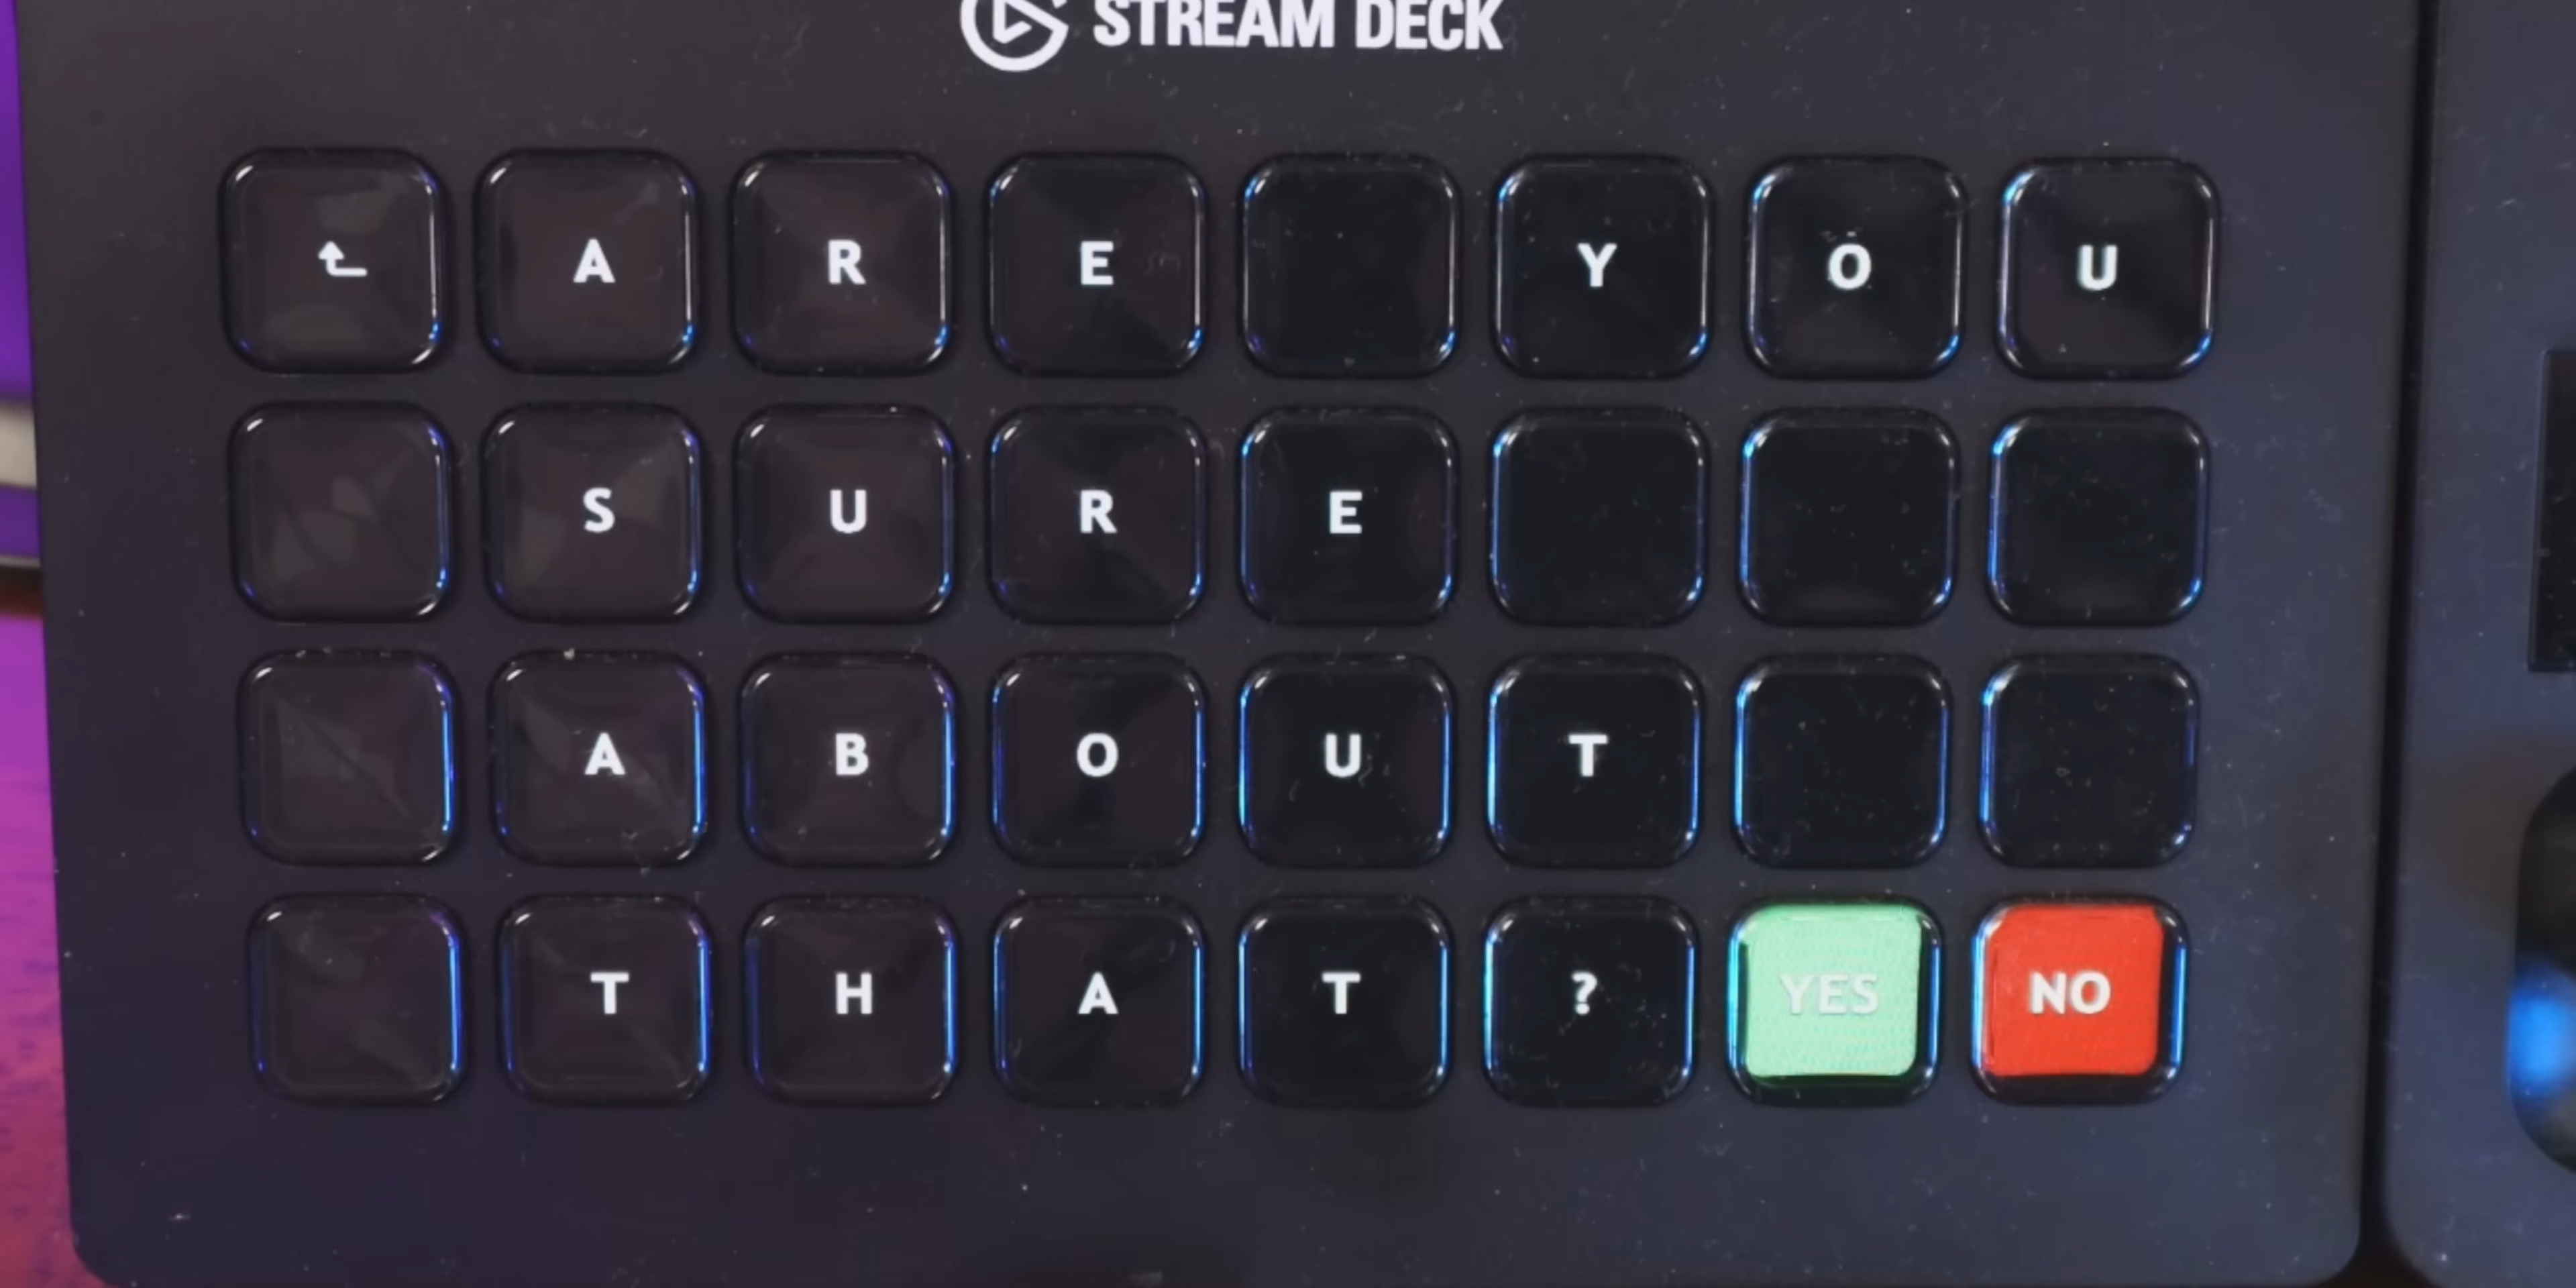 STREAM DECK
ARE YOU
SURE
ABOUT
THAT? YES NO